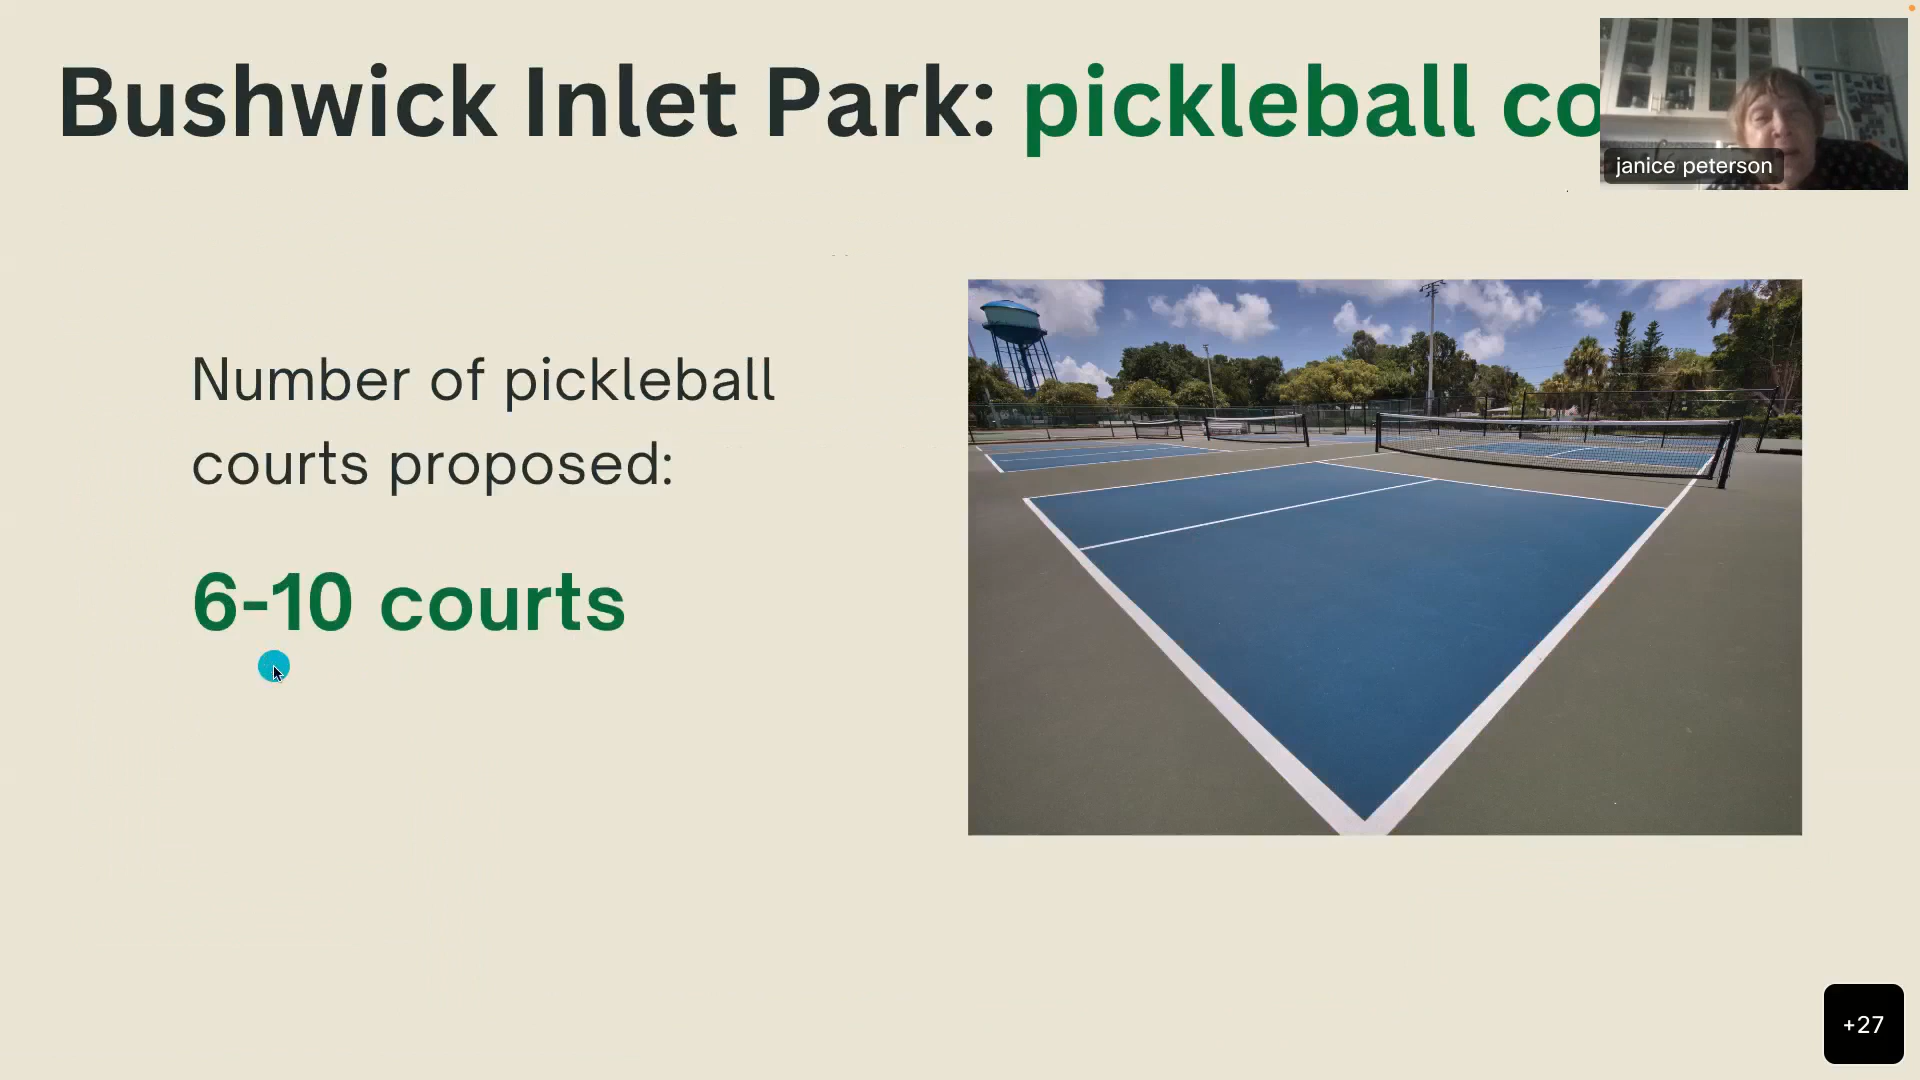 Bushwick Inlet Park: pickleball co
janice peterson
Number of pickleball
courts proposed:
6-10 courts
+27